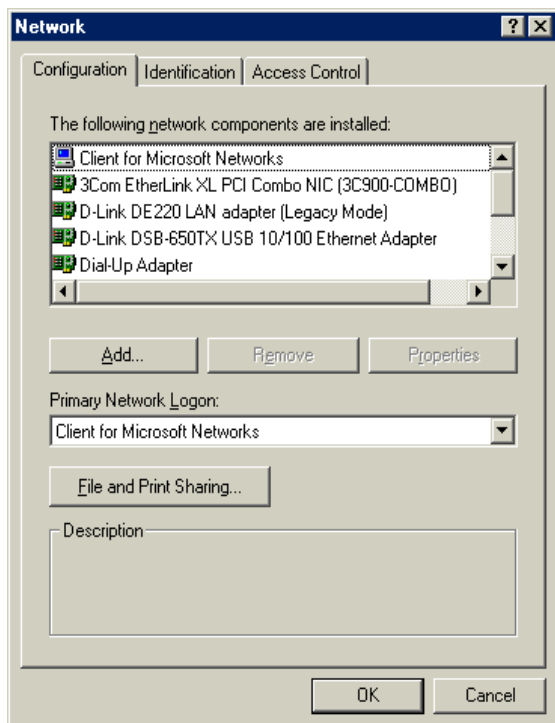 Network
Configuration Identification Access Control
The following network components are installed:
Client for Microsoft Networks
3Com EtherLink XL PCI Combo NIC (3C900-COMBO)
D-Link DE220 LAN adapter (Legacy Mode)
D-Link DSB-650TX USB 10/100 Ethernet Adapter
Dial-Up Adapter
Add... Remove Properties
Primary Network Logon:
Client for Microsoft Networks
File and Print Sharing...
Description
OK Cancel